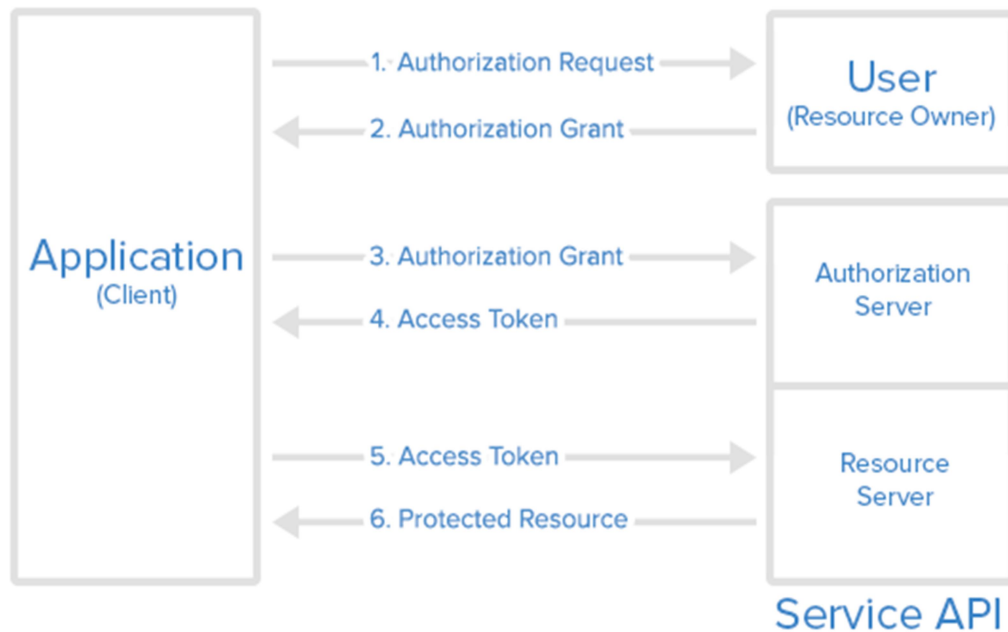 1. Authorization Request
User
(Resource Owner)
2. Authorization Grant
Application
(Client)
3. Authorization Grant
Authorization
Server
4. Access Token
5. Access Token
Resource
Server
6. Protected Resource
Service API